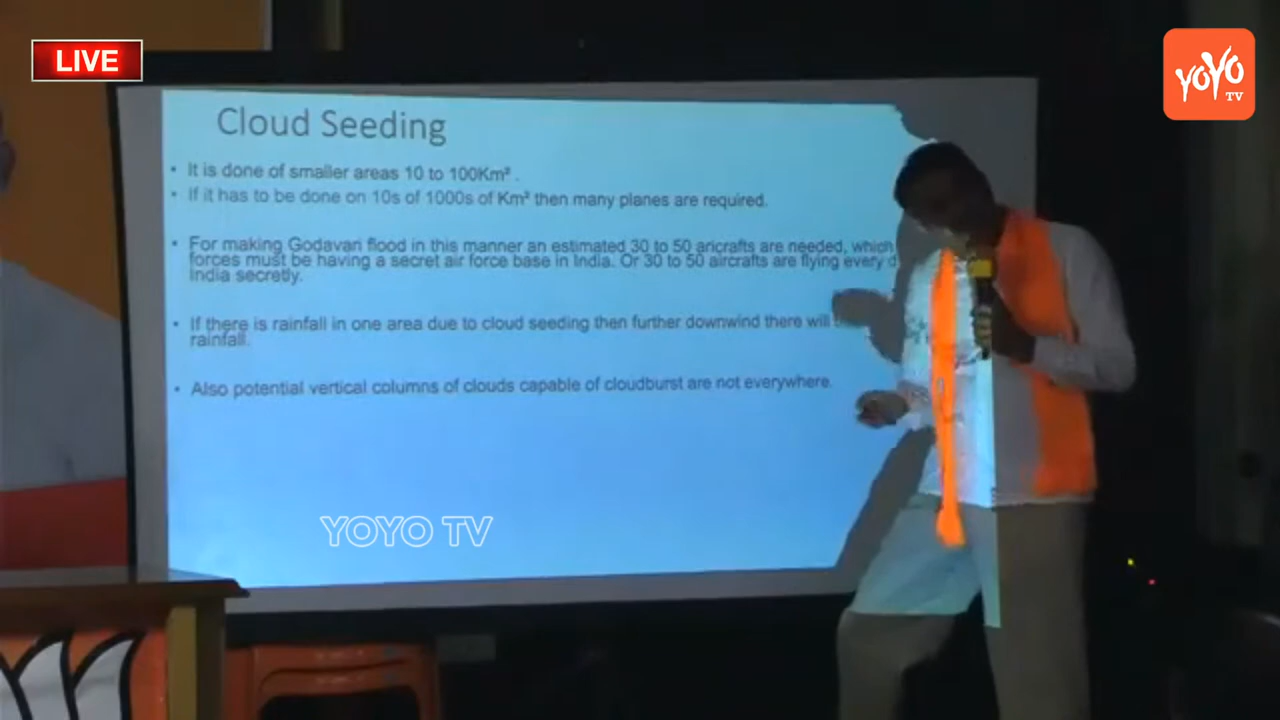 LIVE
YOYO
TV
Cloud Seeding
• It is done of smaller areas 10 to 100Km² .
• If it has to be done on 10s of 1000s of Km² then many planes are required.
• For making Godavari flood in this manner an estimated 30 to 50 aricrafts are needed, which
forces must be having a secret air force base in India. Or 30 to 50 aircrafts are flying every
India secretly.
• If there is rainfall in one area due to cloud seeding then further downwind there will
rainfall.
• Also potential vertical columns of clouds capable of cloudburst are not everywhere.
YOYO TV